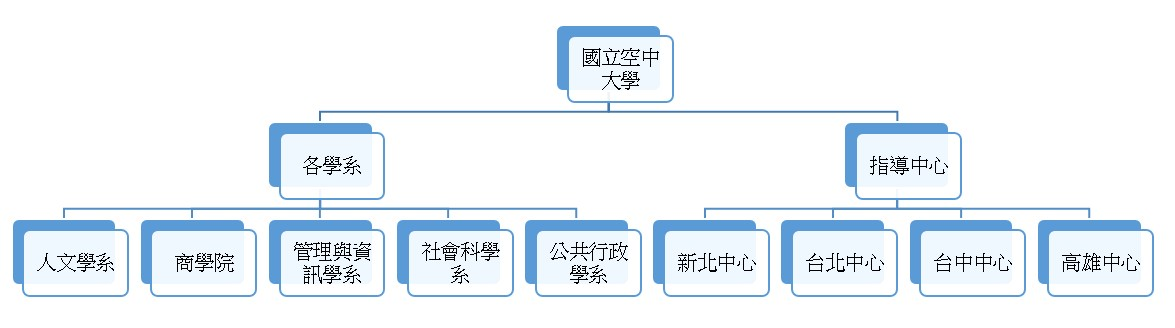 國立空中
大學
各學系
指導中心
人文學系
商學院
管理與資
訊學系
社會科學
系
公共行政
學系
新北中心
台北中心
台中中心
高雄中心